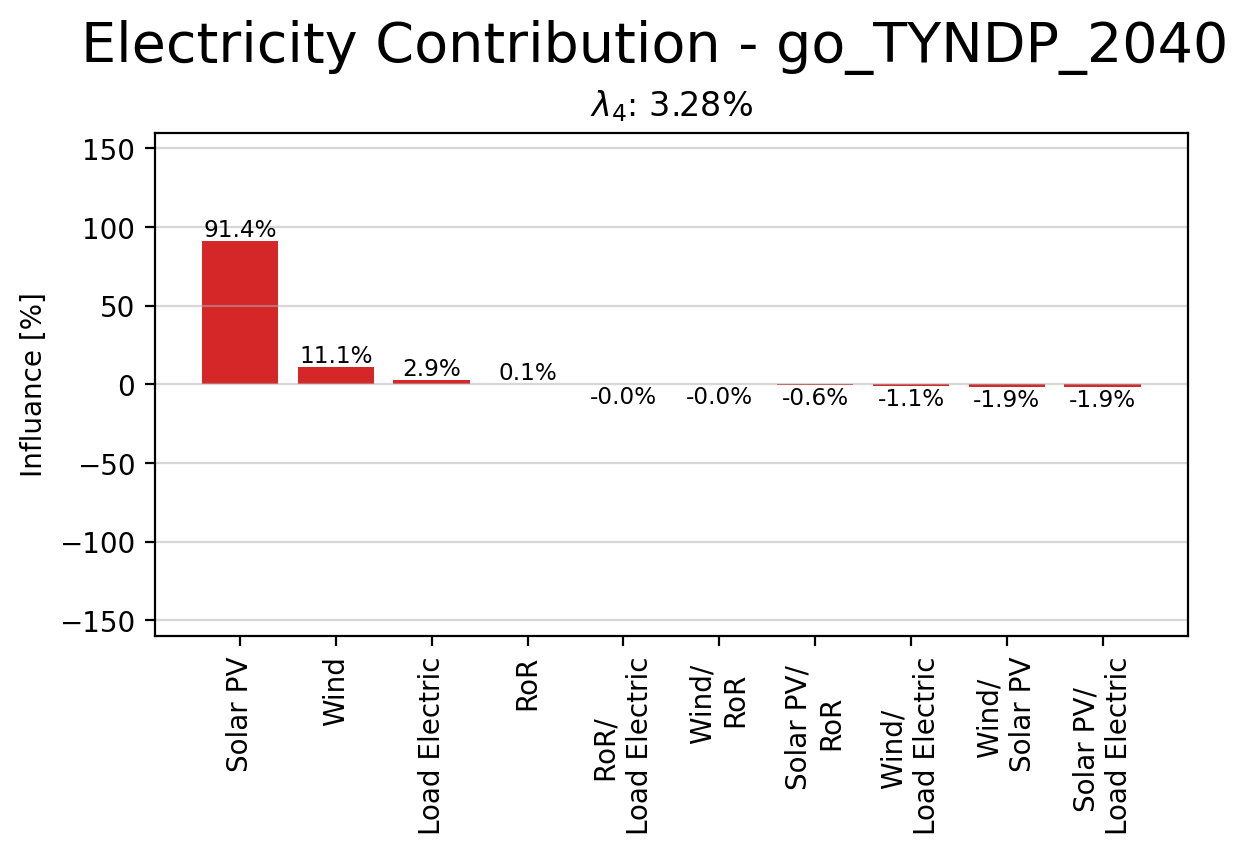 Electricity Contribution - go_TYNDP_2040
λ₄: 3.28%
Influance [%]
150
100
50
0
−50
−100
−150
91.4%
11.1%
2.9%
0.1%
-0.0%
-0.0%
-0.6%
-1.1%
-1.9%
-1.9%
Solar PV
Wind
Load Electric
RoR
RoR/
Load Electric
Wind/
RoR
Solar PV/
RoR
Wind/
Load Electric
Wind/
Solar PV
Solar PV/
Load Electric